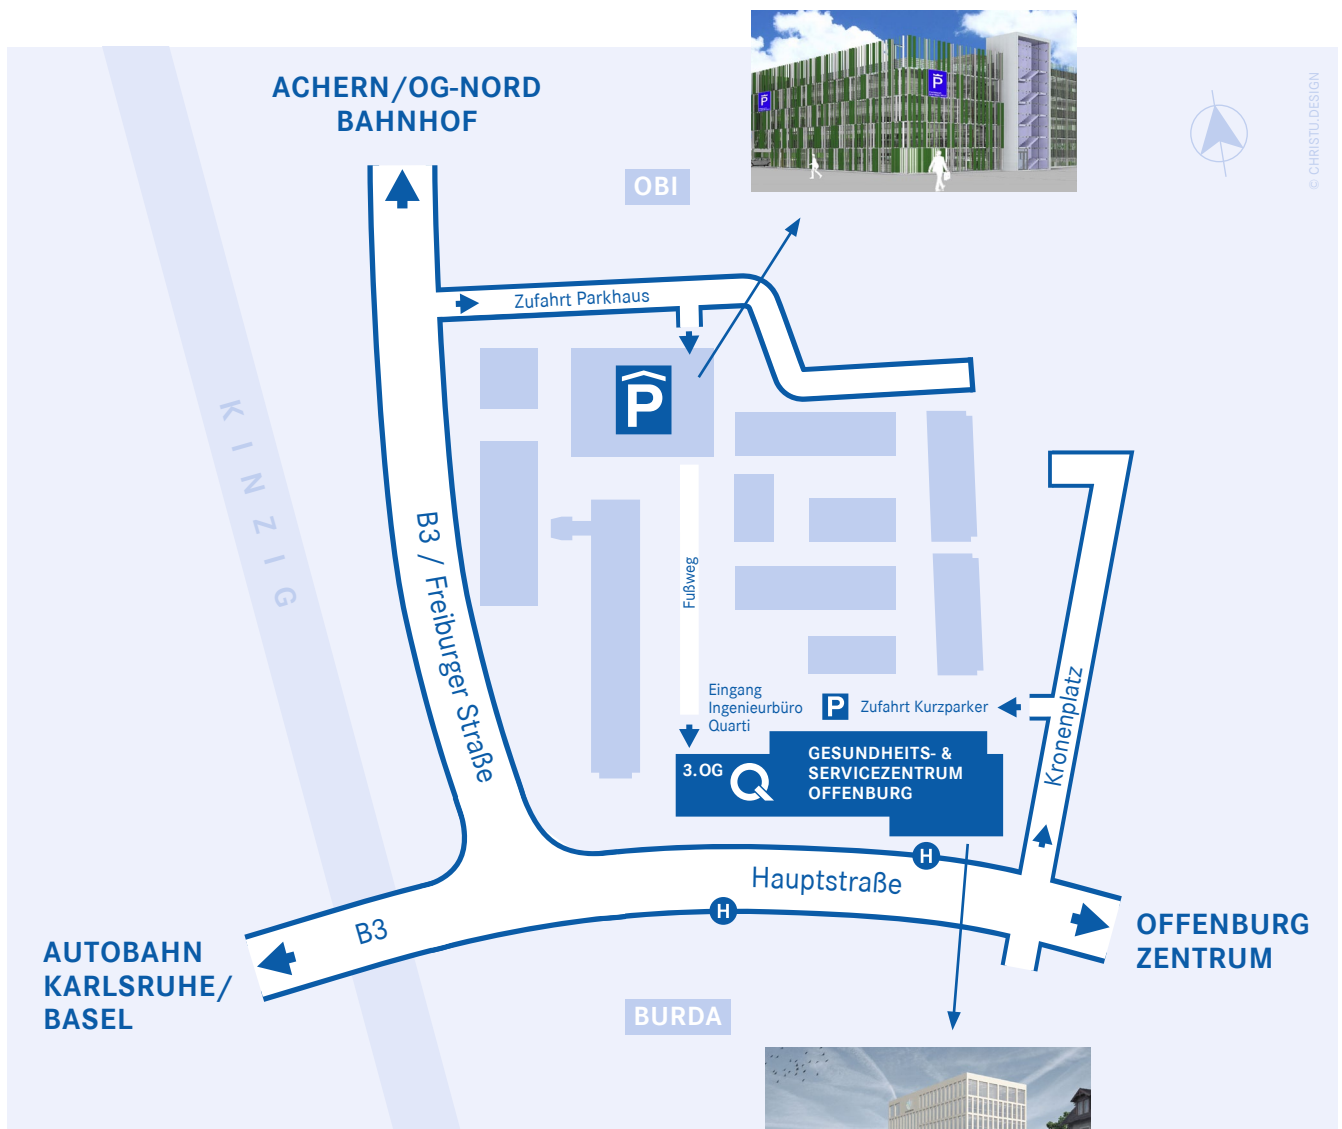 ACHERN/OG-NORD
BAHNHOF
P
P
© CHRISTU.DESIGN
OBI
Zufahrt Parkhaus
P
KINZIG
B3 / Freiburger Straße
Fußweg
Eingang
Ingenieurbüro
Quarti
P
Zufahrt Kurzparker
Kronenplatz
3. OG
Q
GESUNDHEITS- &
SERVICEZENTRUM
OFFENBURG
H
Hauptstraße
H
B3
AUTOBAHN
KARLSRUHE/
BASEL
OFFENBURG
ZENTRUM
BURDA